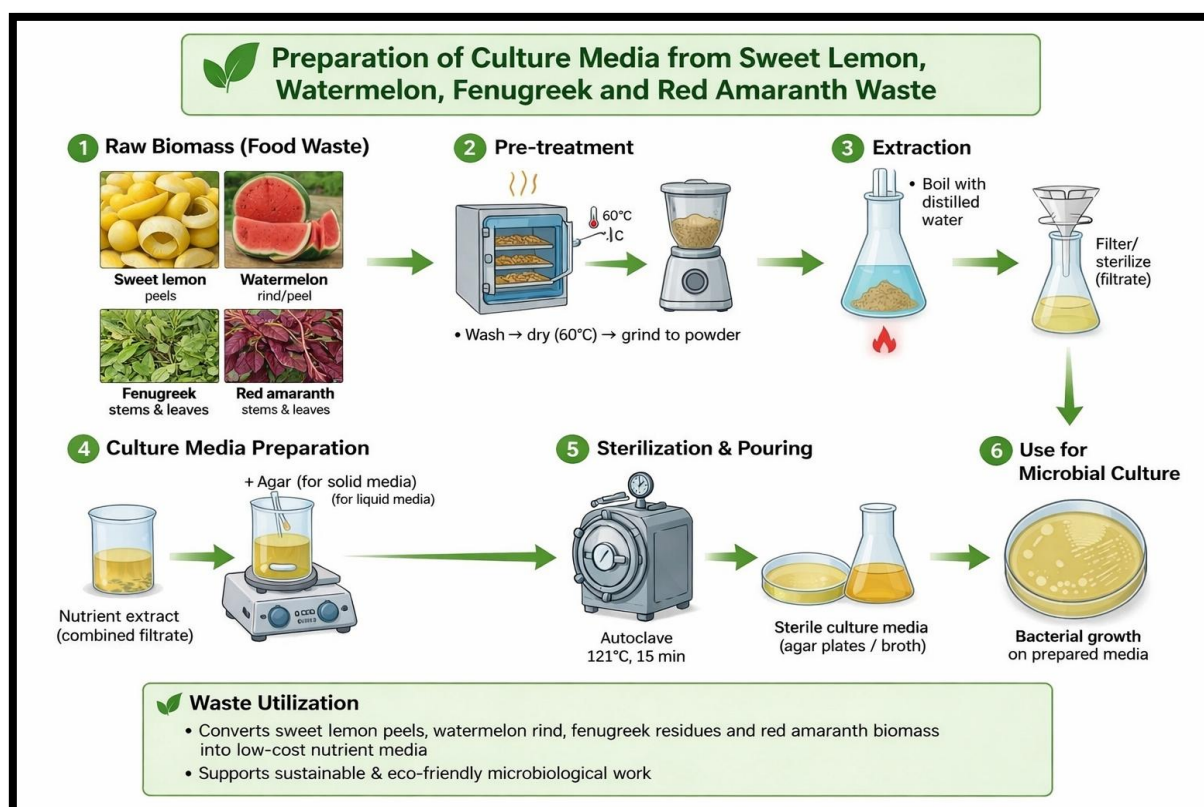 Preparation of Culture Media from Sweet Lemon,
Watermelon, Fenugreek and Red Amaranth Waste
1 Raw Biomass (Food Waste)
Sweet lemon
peels
Watermelon
rind/peel
Fenugreek
stems & leaves
Red amaranth
stems & leaves
2 Pre-treatment
60°C
• Wash → dry (60°C) → grind to powder
3 Extraction
• Boil with
distilled
water
Filter/
sterilize
(filtrate)
4 Culture Media Preparation
+ Agar (for solid media)
(for liquid media)
Nutrient extract
(combined filtrate)
5 Sterilization & Pouring
Autoclave
121°C, 15 min
Sterile culture media
(agar plates / broth)
6 Use for
Microbial Culture
Bacterial growth
on prepared media
Waste Utilization
• Converts sweet lemon peels, watermelon rind, fenugreek residues and red amaranth biomass
into low-cost nutrient media
• Supports sustainable & eco-friendly microbiological work